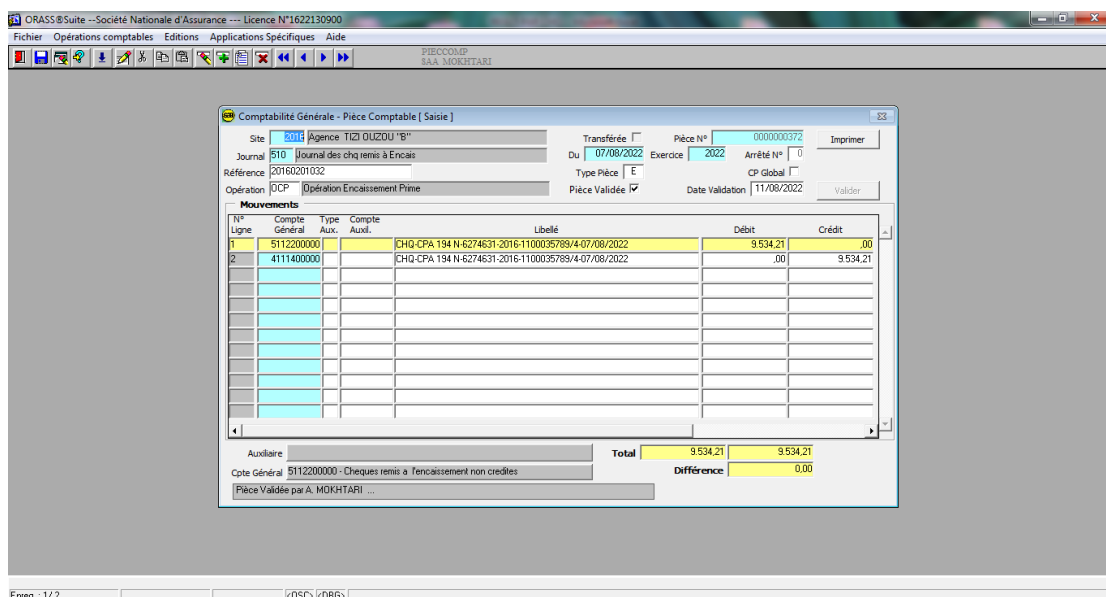 ORASS®Suite --Société Nationale d'Assurance --- Licence N°1622130900
Fichier Opérations comptables Editions Applications Spécifiques Aide
PIECCOMP
SAA MOKHTARI
Comptabilité Générale - Pièce Comptable [ Saisie ]
Site Agence TIZI OUZOU "B" Transférée Pièce N° 0000000372 Imprimer
Journal 510 Journal des chq remis à Encais Du 07/08/2022 Exercice 2022 Arrêté N° 0
Référence 20160201032 Type Pièce E CP Global
Opération OCP Opération Encaissement Prime Pièce Validée Date Validation 11/08/2022 Valider
Mouvements
N° Ligne Compte Général Type Aux. Compte Auxil. Libellé Débit Crédit
1 5112200000 CHQ-CPA 194 N-6274631-2016-1100035789/4-07/08/2022 9.534,21 ,00
2 4111400000 CHQ-CPA 194 N-6274631-2016-1100035789/4-07/08/2022 ,00 9.534,21
Auxiliaire Total 9.534,21 9.534,21
Cpte Général 5112200000 - Cheques remis a l'encaissement non credites Différence 0,00
Pièce Validée par A. MOKHTARI ...
Enreg. : 1/2 <OSC> <DBG>